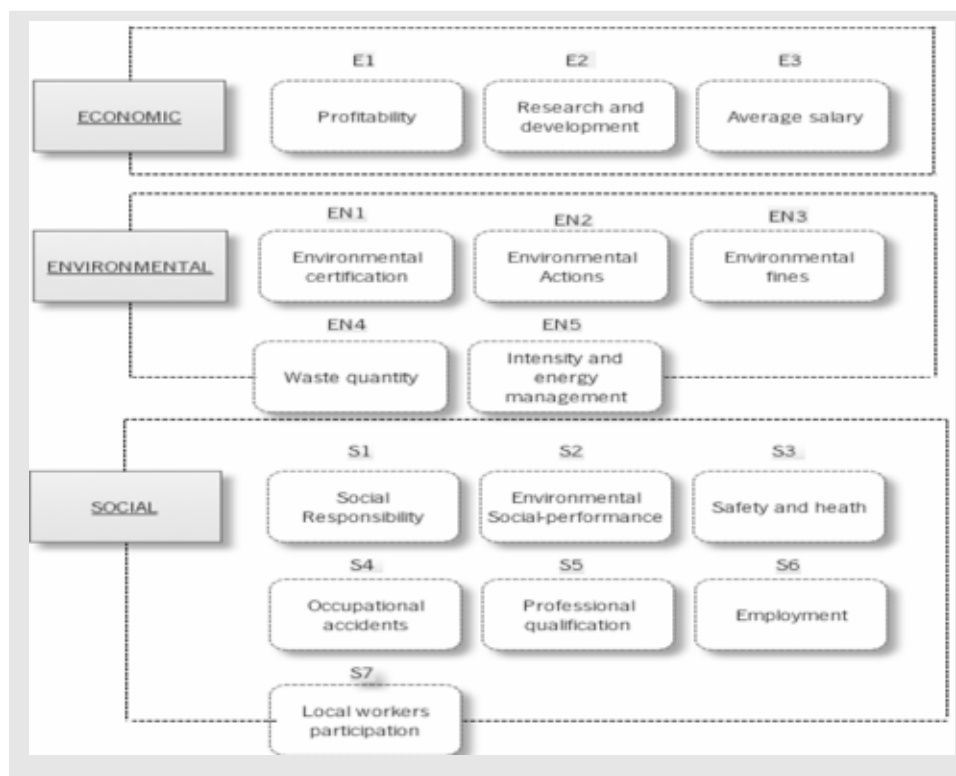 E1 E2 E3
ECONOMIC
Profitability
Research and
development
Average salary
EN1 EN2 EN3
ENVIRONMENTAL
Environmental
certification
Environmental
Actions
Environmental
fines
EN4 EN5
Waste quantity
Intensity and
energy
management
S1 S2 S3
SOCIAL
Social
Responsibility
Environmental
Social-performance
Safety and heath
S4 S5 S6
Occupational
accidents
Professional
qualification
Employment
S7
Local workers
participation